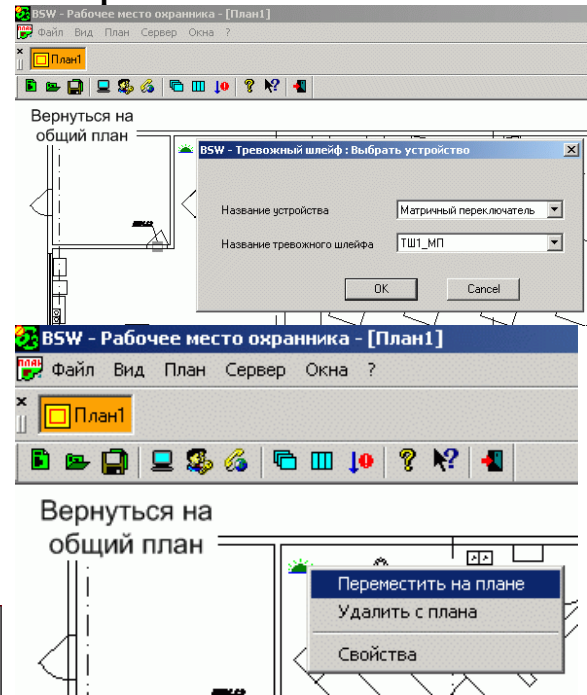 BSW - Рабочее место охранника - [План1]
Файл Вид План Сервер Окна ?
План1
Вернуться на
общий план
BSW - Тревожный шлейф : Выбрать устройство
Название устройства
Матричный переключатель
Название тревожного шлейфа
ТШ1_МП
OK
Cancel
BSW - Рабочее место охранника - [План1]
Файл Вид План Сервер Окна ?
План1
Вернуться на
общий план
Переместить на плане
Удалить с плана
Свойства